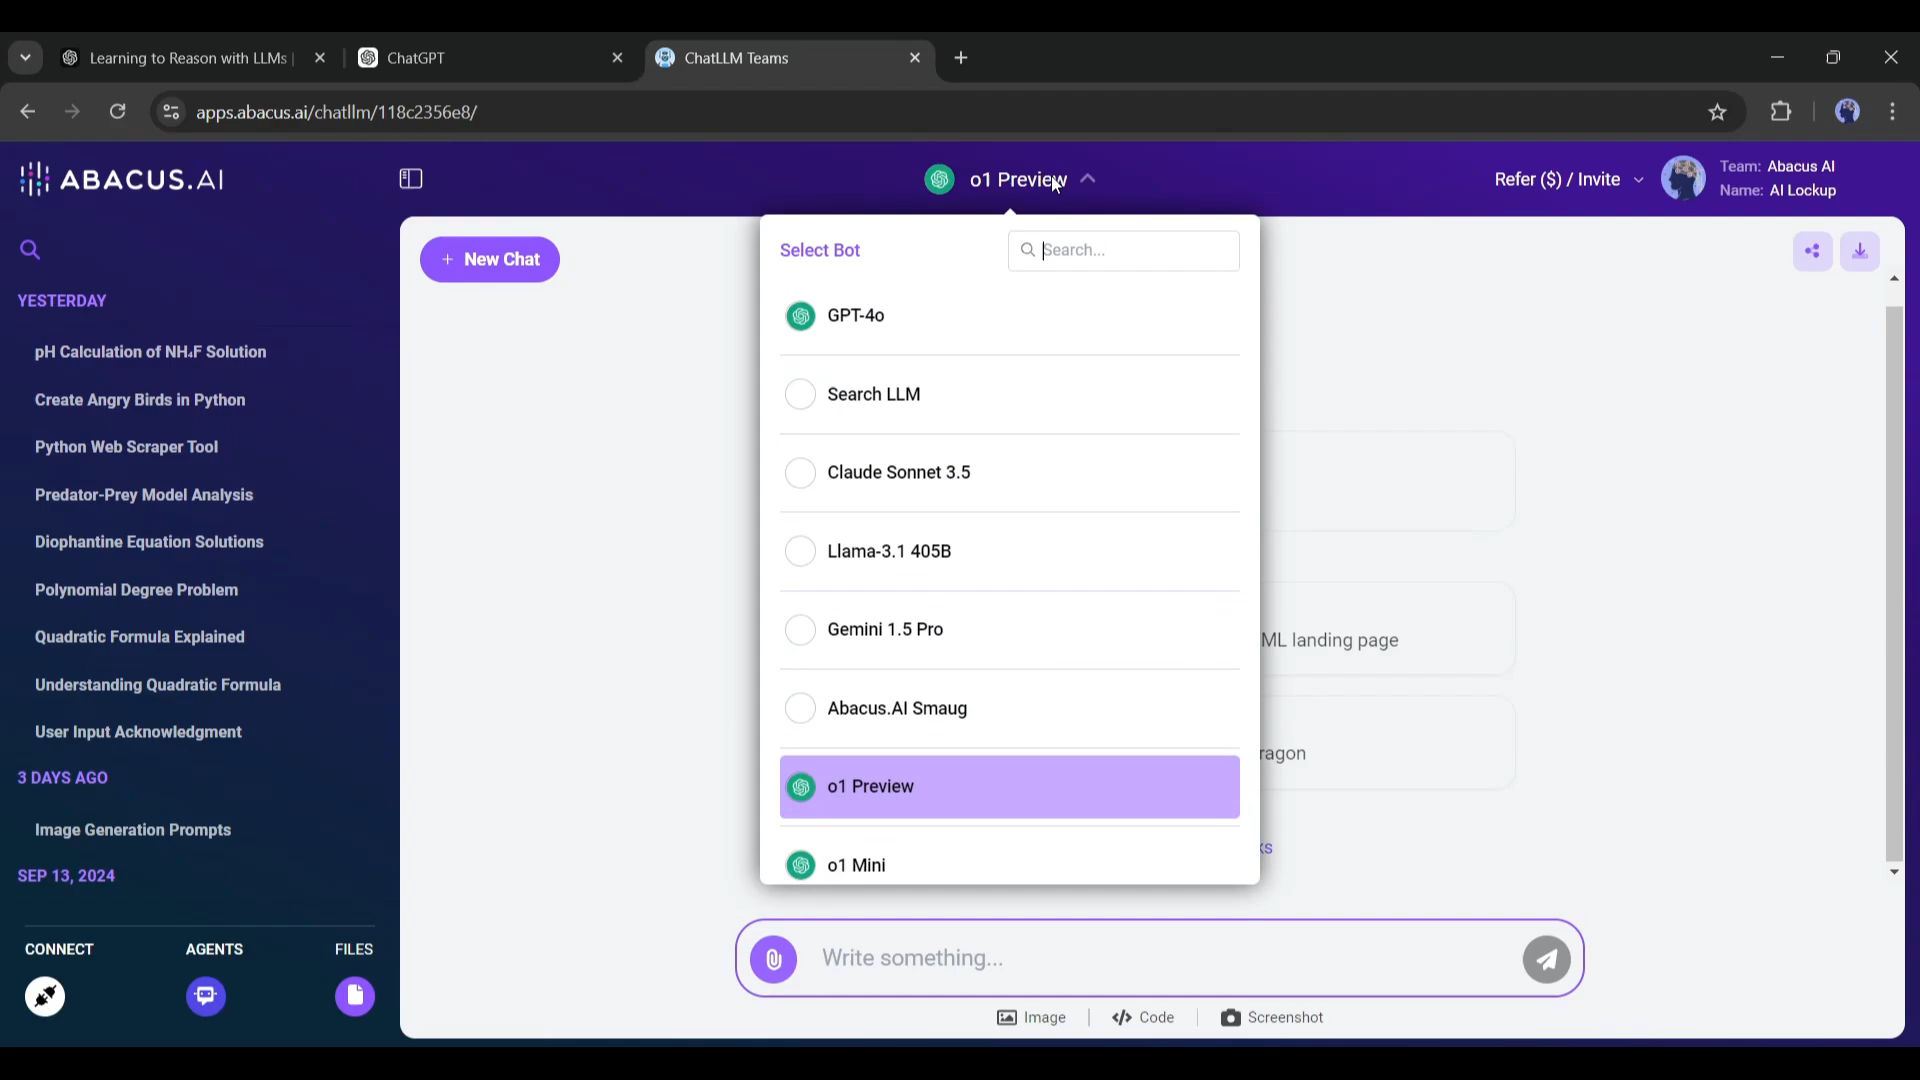 Learning to Reason with LLMs
ChatGPT
ChatLLM Teams
apps.abacus.ai/chatllm/118c2356e8/
ABACUS.AI
o1 Preview
Refer ($) / Invite
Team: Abacus AI
Name: AI Lockup
New Chat
Select Bot
Search...
YESTERDAY
pH Calculation of NH₄F Solution
Create Angry Birds in Python
Python Web Scraper Tool
Predator-Prey Model Analysis
Diophantine Equation Solutions
Polynomial Degree Problem
Quadratic Formula Explained
Understanding Quadratic Formula
User Input Acknowledgment
3 DAYS AGO
Image Generation Prompts
SEP 13, 2024
CONNECT
AGENTS
FILES
GPT-4o
Search LLM
Claude Sonnet 3.5
Llama-3.1 405B
Gemini 1.5 Pro
Abacus.AI Smaug
o1 Preview
o1 Mini
ML landing page
ragon
ks
Write something...
Image
Code
Screenshot